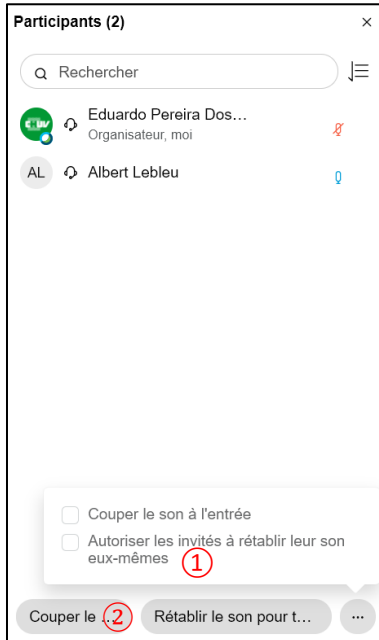 Participants (2)
Rechercher
Eduardo Pereira Dos...
Organisateur, moi
AL Albert Lebleu
Couper le son à l'entrée
Autoriser les invités à rétablir leur son
eux-mêmes 1
Couper le ... 2 Rétablir le son pour t... ...